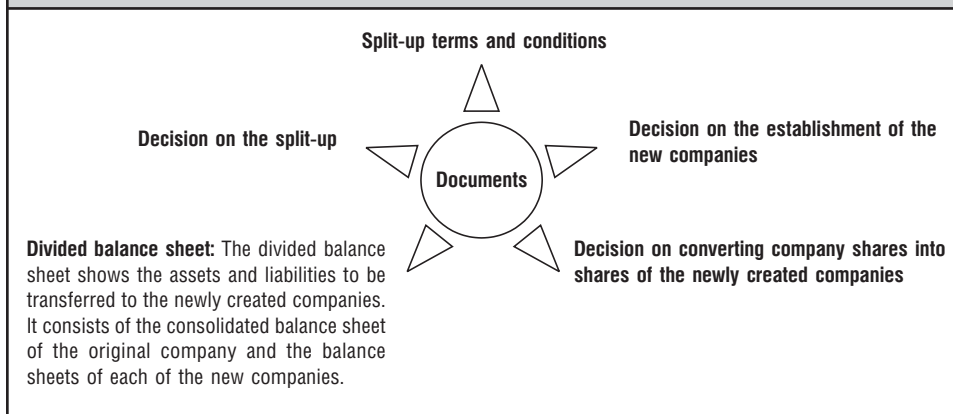 Split-up terms and conditions
Decision on the split-up
Decision on the establishment of the
new companies
Documents
Divided balance sheet: The divided balance
sheet shows the assets and liabilities to be
transferred to the newly created companies.
It consists of the consolidated balance sheet
of the original company and the balance
sheets of each of the new companies.
Decision on converting company shares into
shares of the newly created companies